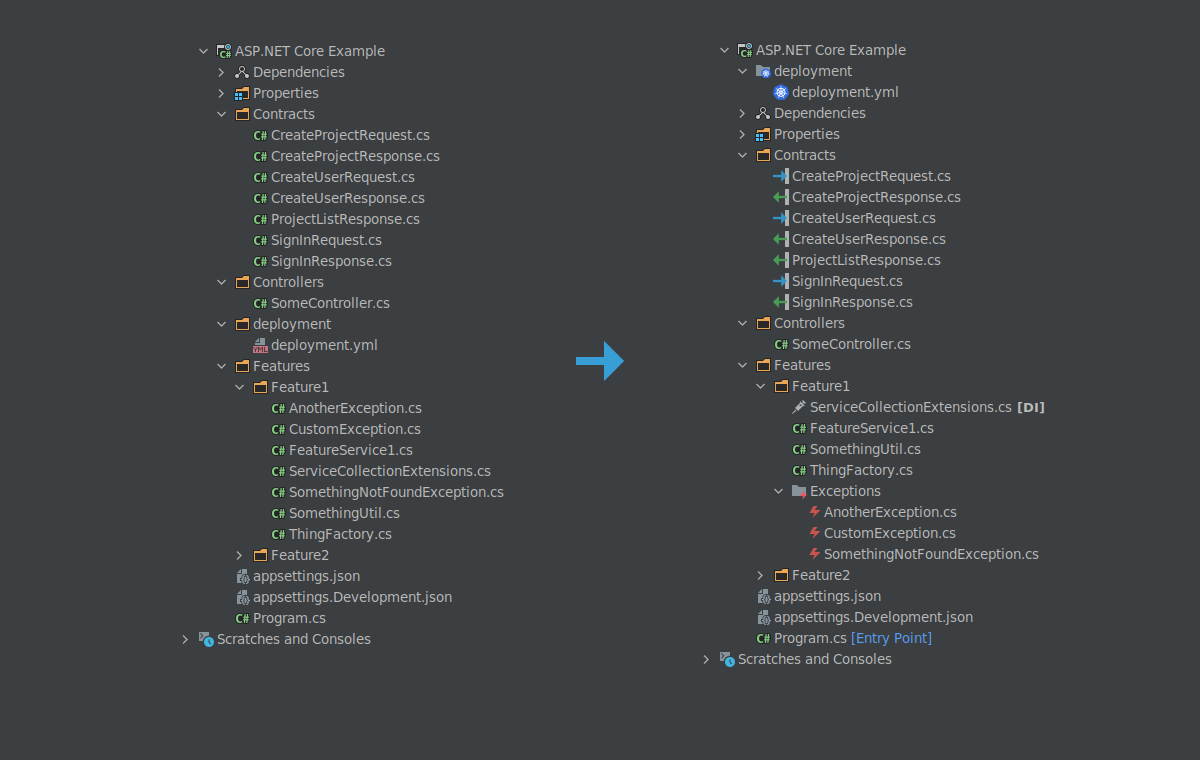 ASP.NET Core Example
Dependencies
Properties
Contracts
C# CreateProjectRequest.cs
C# CreateProjectResponse.cs
C# CreateUserRequest.cs
C# CreateUserResponse.cs
C# ProjectListResponse.cs
C# SignInRequest.cs
C# SignInResponse.cs
Controllers
C# SomeController.cs
deployment
YML deployment.yml
Features
Feature1
C# AnotherException.cs
C# CustomException.cs
C# FeatureService1.cs
C# ServiceCollectionExtensions.cs
C# SomethingNotFoundException.cs
C# SomethingUtil.cs
C# ThingFactory.cs
Feature2
appsettings.json
appsettings.Development.json
C# Program.cs
Scratches and Consoles
ASP.NET Core Example
deployment
deployment.yml
Dependencies
Properties
Contracts
CreateProjectRequest.cs
CreateProjectResponse.cs
CreateUserRequest.cs
CreateUserResponse.cs
ProjectListResponse.cs
SignInRequest.cs
SignInResponse.cs
Controllers
C# SomeController.cs
Features
Feature1
ServiceCollectionExtensions.cs [DI]
C# FeatureService1.cs
C# SomethingUtil.cs
C# ThingFactory.cs
Exceptions
AnotherException.cs
CustomException.cs
SomethingNotFoundException.cs
Feature2
appsettings.json
appsettings.Development.json
C# Program.cs [Entry Point]
Scratches and Consoles